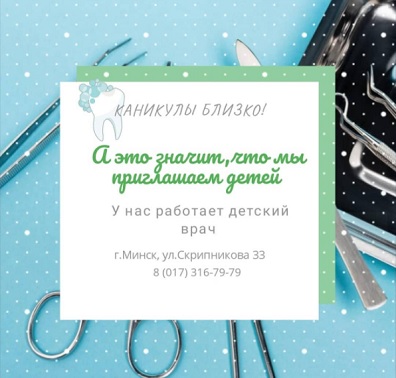 КАНИКУЛЫ БЛИЗКО!
А это значит, что мы
приглашаем детей
У нас работает детский
врач
г.Минск, ул.Скрипникова 33
8 (017) 316-79-79